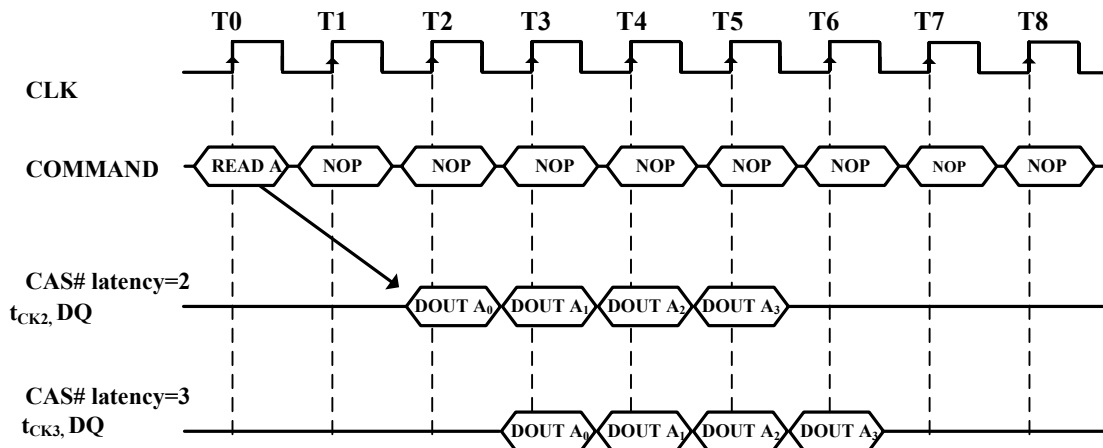 T0 T1 T2 T3 T4 T5 T6 T7 T8
CLK
COMMAND READ A NOP NOP NOP NOP NOP NOP NOP NOP
CAS# latency=2
tCK2, DQ DOUT A0 DOUT A1 DOUT A2 DOUT A3
CAS# latency=3
tCK3, DQ DOUT A0 DOUT A1 DOUT A2 DOUT A3